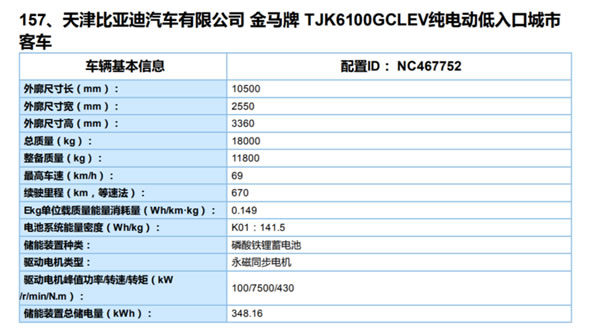 157、天津比亚迪汽车有限公司 金马牌 TJK6100GCLEV纯电动低入口城市
客车
车辆基本信息 配置ID： NC467752
外廓尺寸长（mm）： 10500
外廓尺寸宽（mm）： 2550
外廓尺寸高（mm）： 3360
总质量（kg）： 18000
整备质量（kg）： 11800
最高车速（km/h）： 69
续驶里程（km，等速法）： 670
Ekg单位载质量能量消耗量（Wh/km·kg）： 0.149
电池系统能量密度（Wh/kg）： K01：141.5
储能装置种类： 磷酸铁锂蓄电池
驱动电机类型： 永磁同步电机
驱动电机峰值功率/转速/转矩（kW
/r/min/N.m）： 100/7500/430
储能装置总储电量（kWh）： 348.16